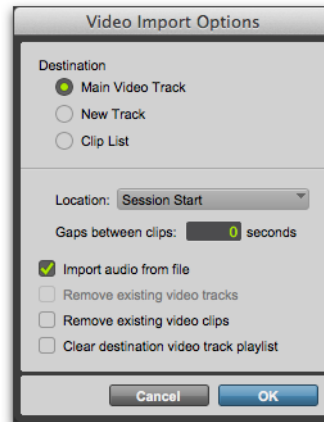 Video Import Options
Destination
Main Video Track
New Track
Clip List
Location: Session Start
Gaps between clips: 0 seconds
Import audio from file
Remove existing video tracks
Remove existing video clips
Clear destination video track playlist
Cancel OK